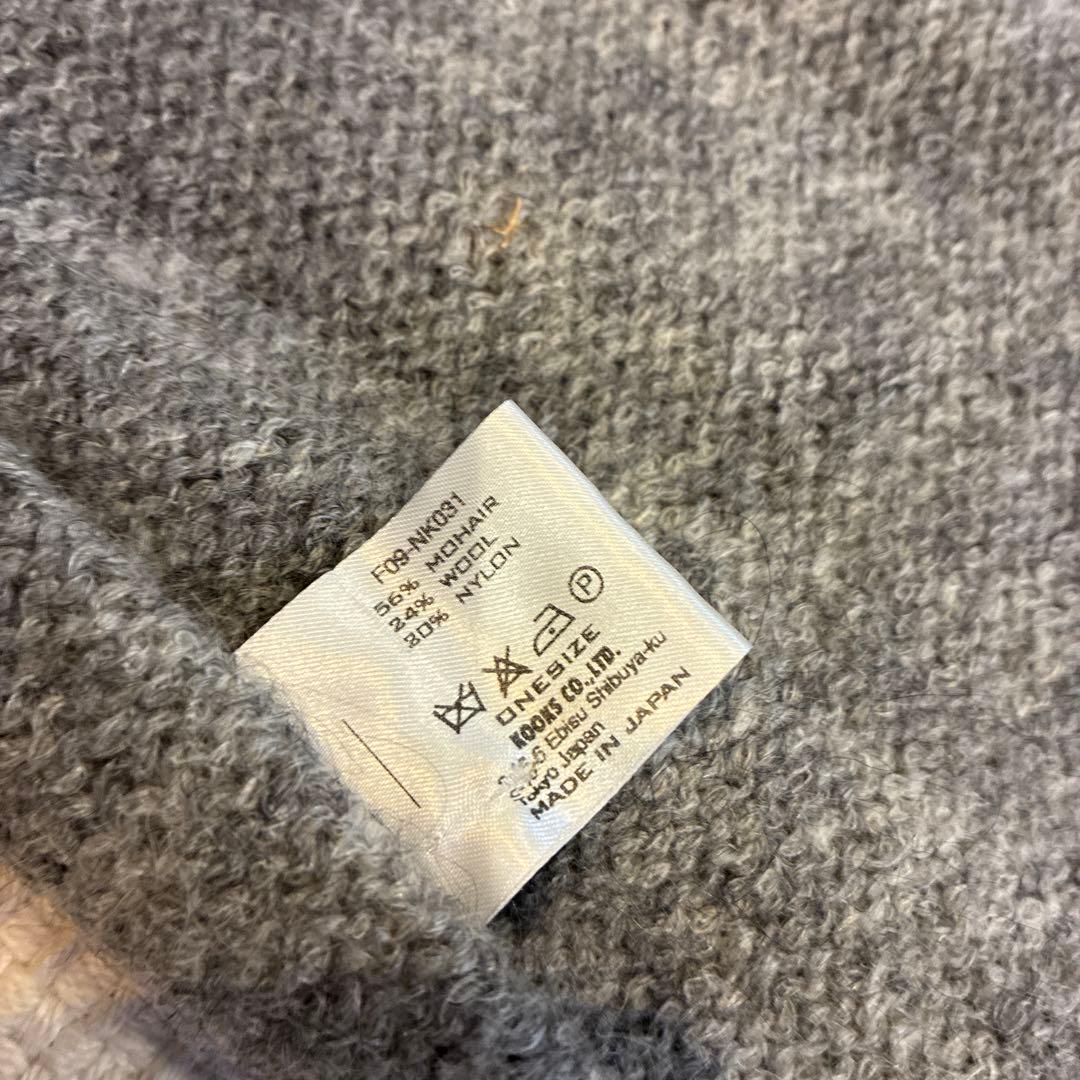 F09-NK031
56% MOHAIR
24% WOOL
20% NYLON
P
ONESIZE
KOOKS CO.,LTD.
Ebisu Shibuya-ku
Tokyo Japan
MADE IN JAPAN